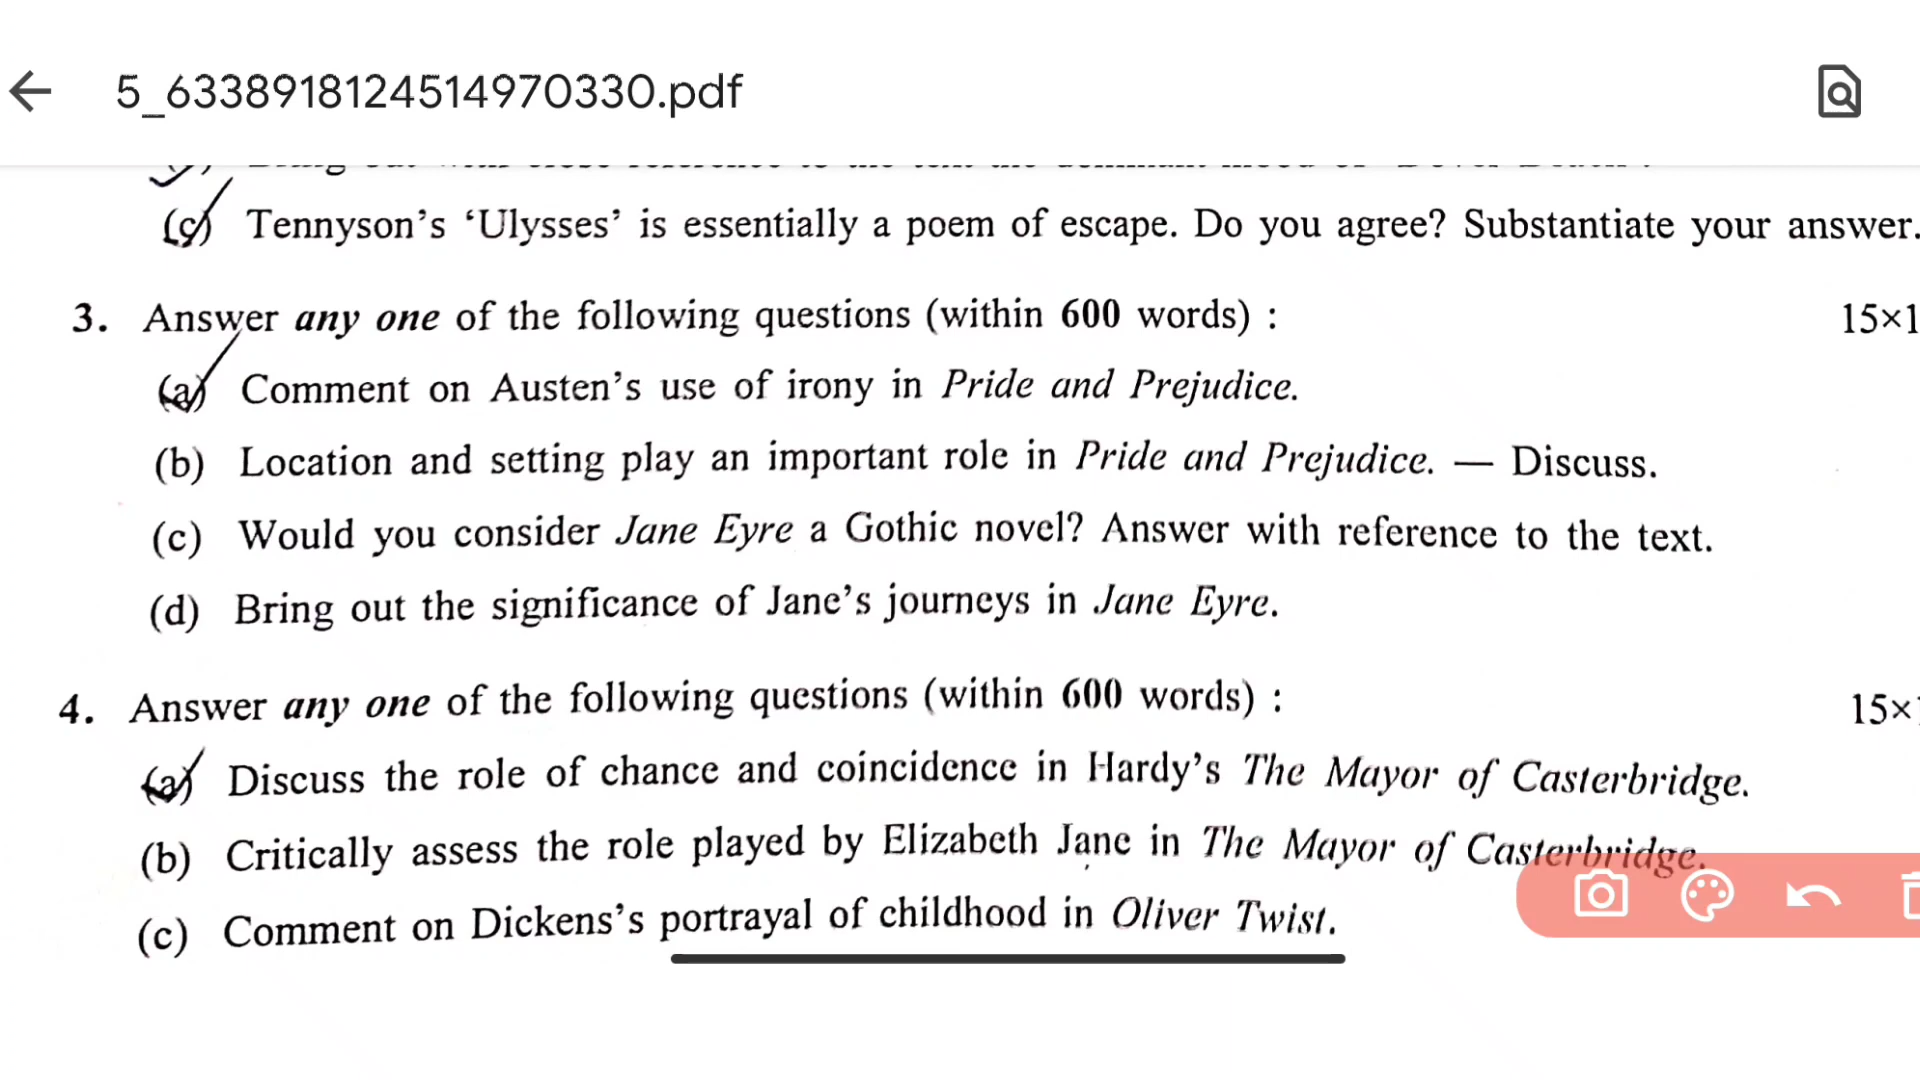 5_6338918124514970330.pdf
(c) Tennyson's 'Ulysses' is essentially a poem of escape. Do you agree? Substantiate your answer.
3. Answer any one of the following questions (within 600 words) : 15×1
(a) Comment on Austen's use of irony in Pride and Prejudice.
(b) Location and setting play an important role in Pride and Prejudice. — Discuss.
(c) Would you consider Jane Eyre a Gothic novel? Answer with reference to the text.
(d) Bring out the significance of Jane's journeys in Jane Eyre.
4. Answer any one of the following questions (within 600 words) : 15×
(a) Discuss the role of chance and coincidence in Hardy's The Mayor of Casterbridge.
(b) Critically assess the role played by Elizabeth Jane in The Mayor of Casterbridge.
(c) Comment on Dickens's portrayal of childhood in Oliver Twist.